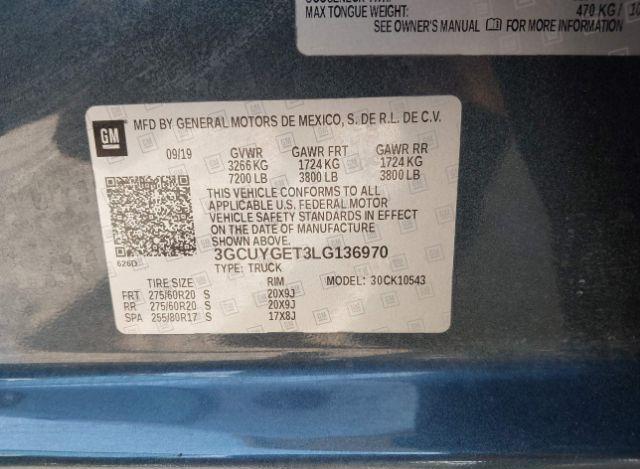 MAX TONGUE WEIGHT: 470 KG /
SEE OWNER'S MANUAL FOR MORE INFORMATION
GM
MFD BY GENERAL MOTORS DE MEXICO, S. DE R.L. DE C.V.
09/19 GVWR GAWR FRT GAWR RR
3266 KG 1724 KG 1724 KG
7200 LB 3800 LB 3800 LB
THIS VEHICLE CONFORMS TO ALL
APPLICABLE U.S. FEDERAL MOTOR
VEHICLE SAFETY STANDARDS IN EFFECT
ON THE DATE OF MANUFACTURE
SHOWN ABOVE.
626D 3GCUYGET3LG136970
TYPE: TRUCK
TIRE SIZE RIM MODEL: 30CK10543
FRT 275/60R20 S 20X9J
RR 275/60R20 S 20X9J
SPA 255/80R17 S 17X8J